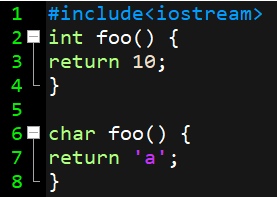 1 #include<iostream>
2 int foo() {
3 return 10;
4 }
5
6 char foo() {
7 return 'a';
8 }